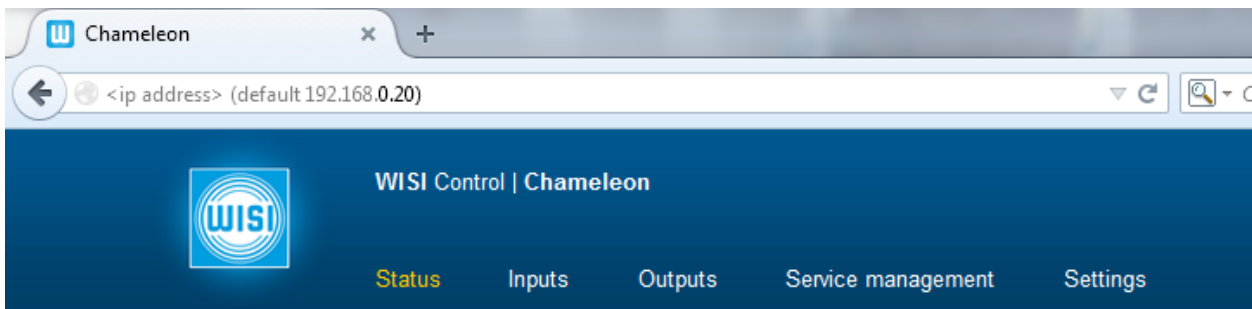 Chameleon
<ip address> (default 192.168.0.20)
WISI Control | Chameleon
WISI
Status Inputs Outputs Service management Settings